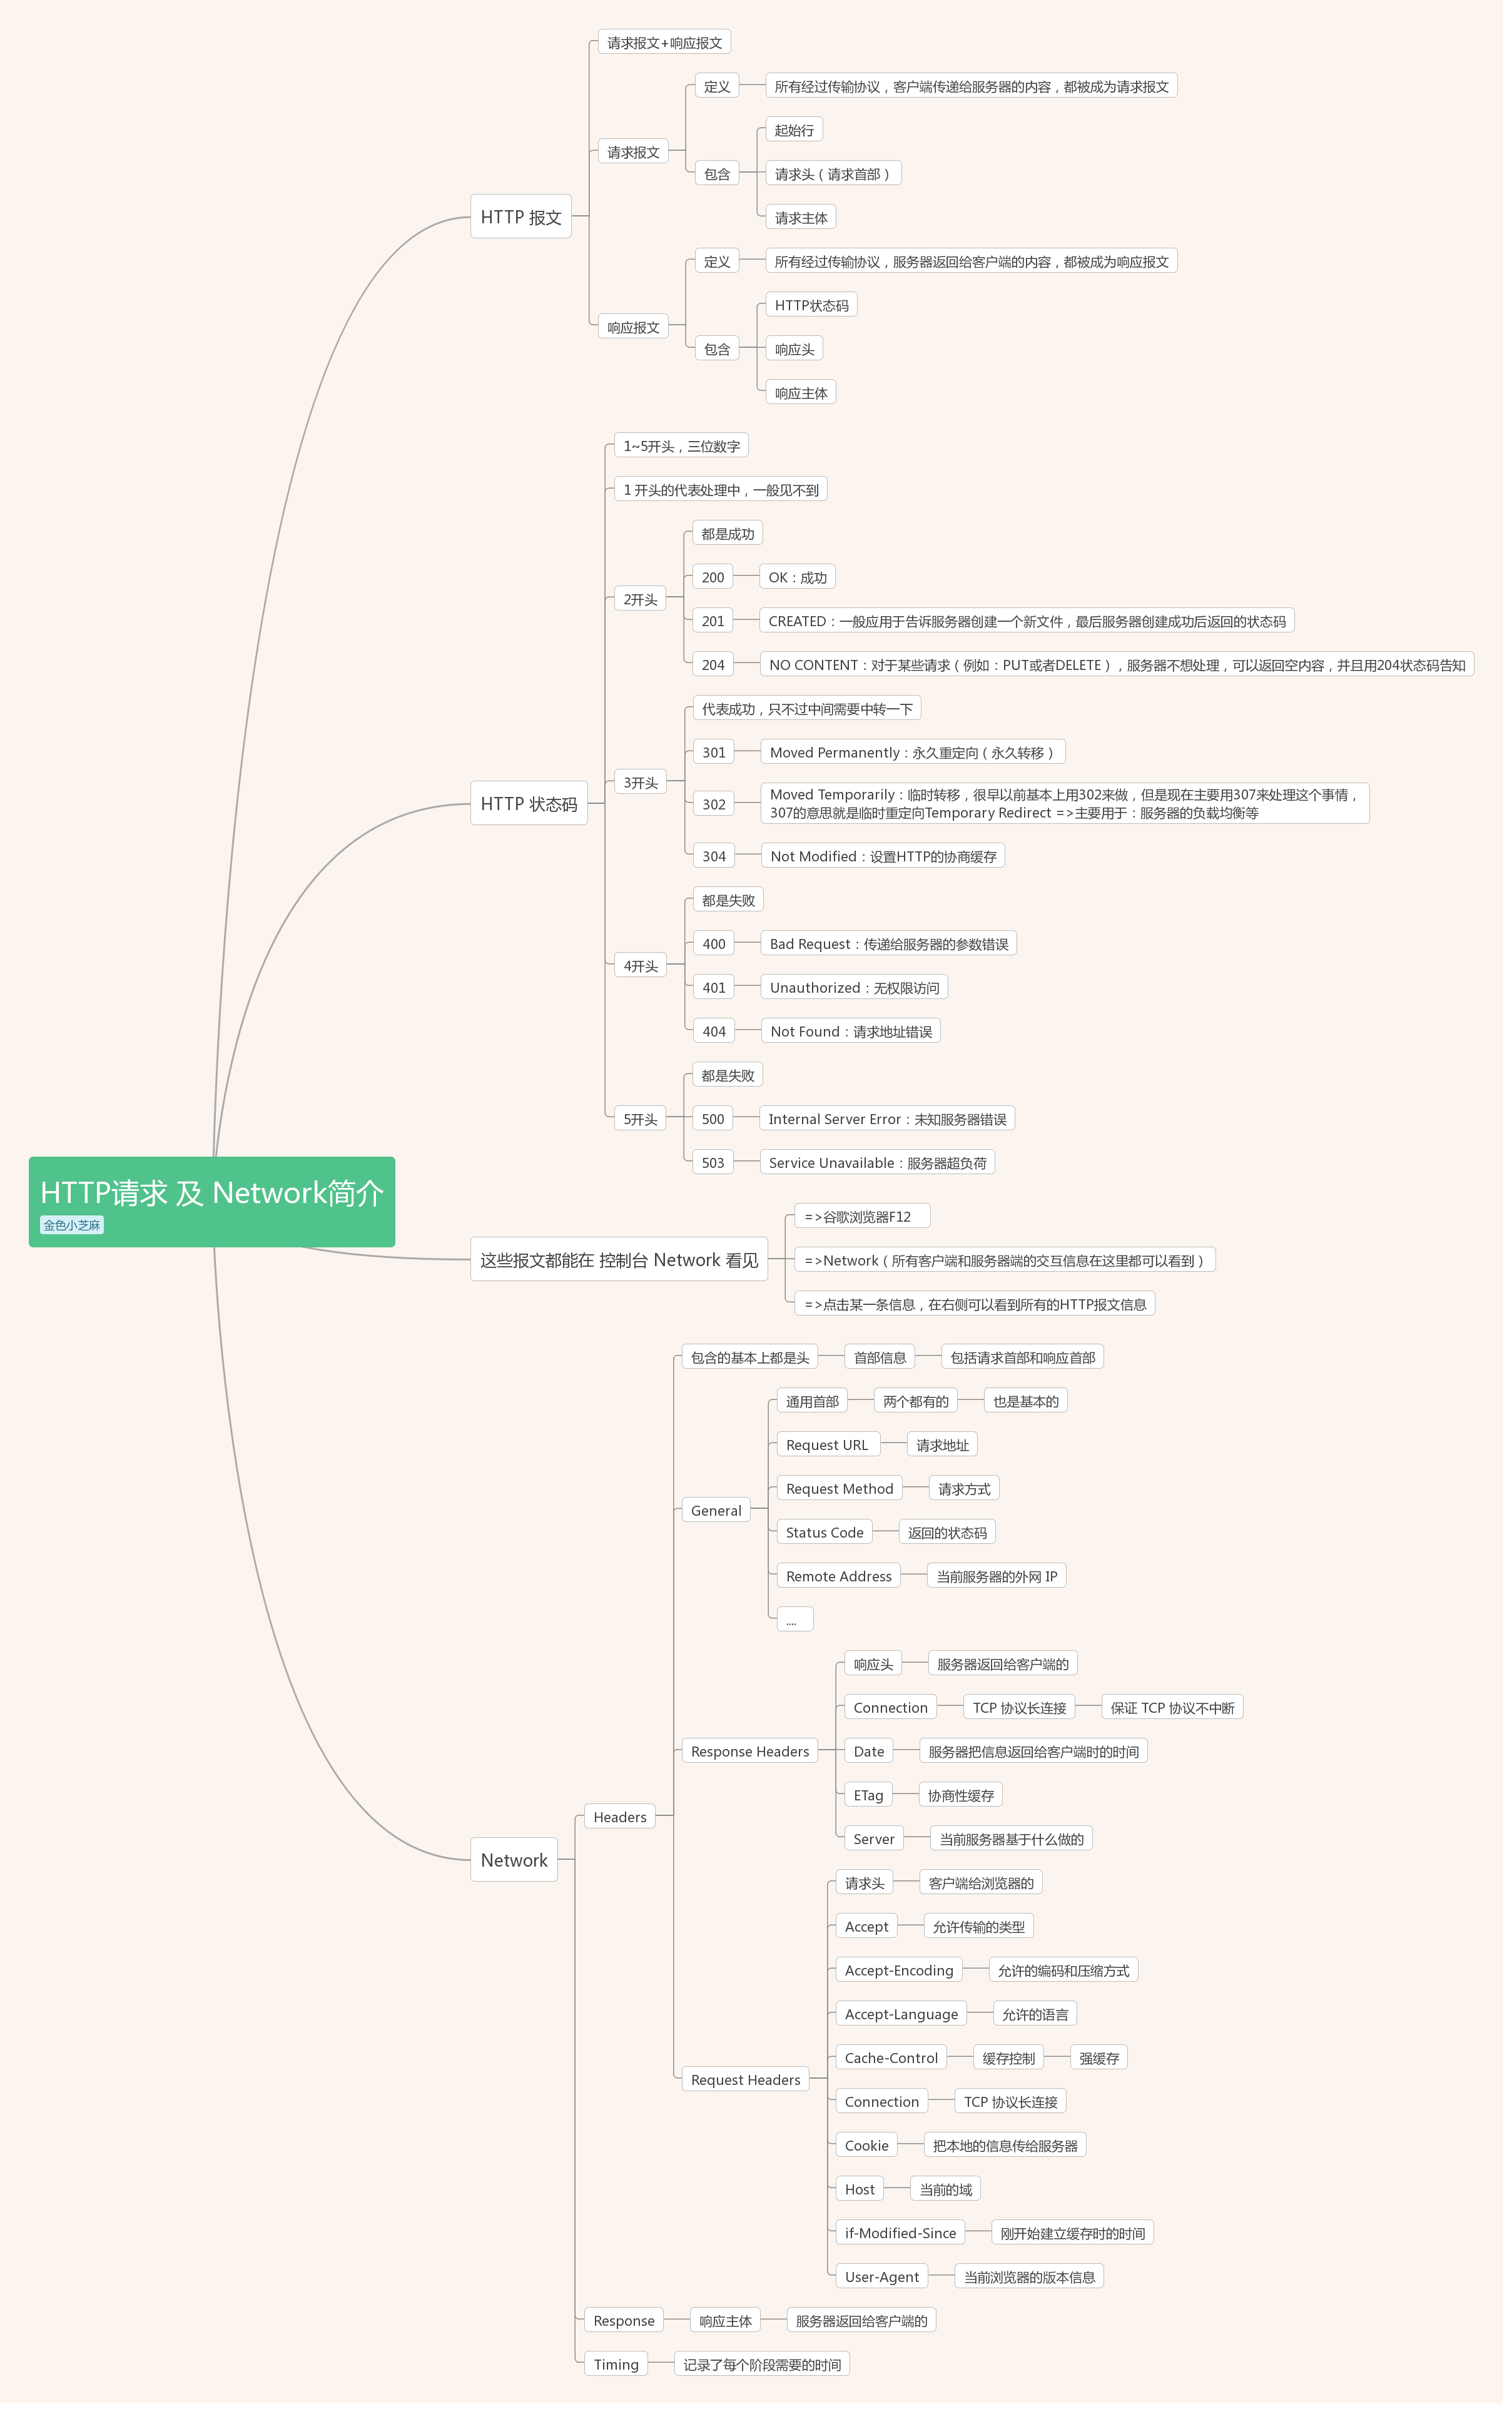 请求报文+响应报文
定义
所有经过传输协议，客户端传递给服务器的内容，都被成为请求报文
起始行
请求报文
包含
请求头（请求首部）
请求主体
HTTP 报文
定义
所有经过传输协议，服务器返回给客户端的内容，都被成为响应报文
HTTP状态码
响应报文
包含
响应头
响应主体
1~5开头，三位数字
1 开头的代表处理中，一般见不到
都是成功
200
OK：成功
2开头
201
CREATED：一般应用于告诉服务器创建一个新文件，最后服务器创建成功后返回的状态码
204
NO CONTENT：对于某些请求（例如：PUT或者DELETE），服务器不想处理，可以返回空内容，并且用204状态码告知
代表成功，只不过中间需要中转一下
301
Moved Permanently：永久重定向（永久转移）
3开头
HTTP 状态码
302
Moved Temporarily：临时转移，很早以前基本上用302来做，但是现在主要用307来处理这个事情，
307的意思就是临时重定向Temporary Redirect =>主要用于：服务器的负载均衡等
304
Not Modified：设置HTTP的协商缓存
都是失败
400
Bad Request：传递给服务器的参数错误
4开头
401
Unauthorized：无权限访问
404
Not Found：请求地址错误
都是失败
5开头
500
Internal Server Error：未知服务器错误
503
Service Unavailable：服务器超负荷
HTTP请求 及 Network简介
金色小芝麻
=>谷歌浏览器F12
这些报文都能在 控制台 Network 看见
=>Network（所有客户端和服务器端的交互信息在这里都可以看到）
=>点击某一条信息，在右侧可以看到所有的HTTP报文信息
包含的基本上都是头
首部信息
包括请求首部和响应首部
通用首部
两个都有的
也是基本的
Request URL
请求地址
Request Method
请求方式
General
Status Code
返回的状态码
Remote Address
当前服务器的外网 IP
....
响应头
服务器返回给客户端的
Connection
TCP 协议长连接
保证 TCP 协议不中断
Response Headers
Date
服务器把信息返回给客户端时的时间
ETag
协商性缓存
Headers
Server
当前服务器基于什么做的
Network
请求头
客户端给浏览器的
Accept
允许传输的类型
Accept-Encoding
允许的编码和压缩方式
Accept-Language
允许的语言
Cache-Control
缓存控制
强缓存
Request Headers
Connection
TCP 协议长连接
Cookie
把本地的信息传给服务器
Host
当前的域
if-Modified-Since
刚开始建立缓存时的时间
User-Agent
当前浏览器的版本信息
Response
响应主体
服务器返回给客户端的
Timing
记录了每个阶段需要的时间